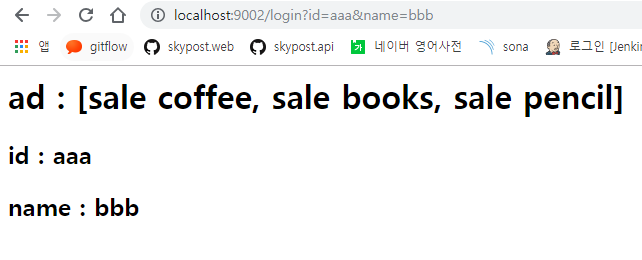 localhost:9002/login?id=aaa&name=bbb
앱 gitflow skypost.web skypost.api 네이버 영어사전 sona 로그인 [Jenkin
ad : [sale coffee, sale books, sale pencil]
id : aaa
name : bbb